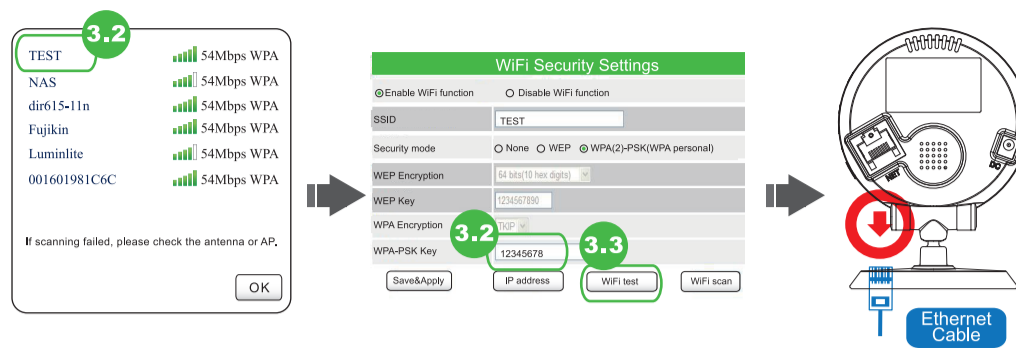 3.2
TEST 54Mbps WPA
NAS 54Mbps WPA
dir615-11n 54Mbps WPA
Fujikin 54Mbps WPA
Luminlite 54Mbps WPA
001601981C6C 54Mbps WPA
If scanning failed, please check the antenna or AP.
OK
WiFi Security Settings
Enable WiFi function Disable WiFi function
SSID TEST
Security mode None WEP WPA(2)-PSK(WPA personal)
WEP Encryption 64 bits(10 hex digits)
WEP Key 1234567890
WPA Encryption TKIP
3.2
3.3
WPA-PSK Key 12345678
Save&Apply IP address WiFi test WiFi scan
NET
Ethernet
Cable